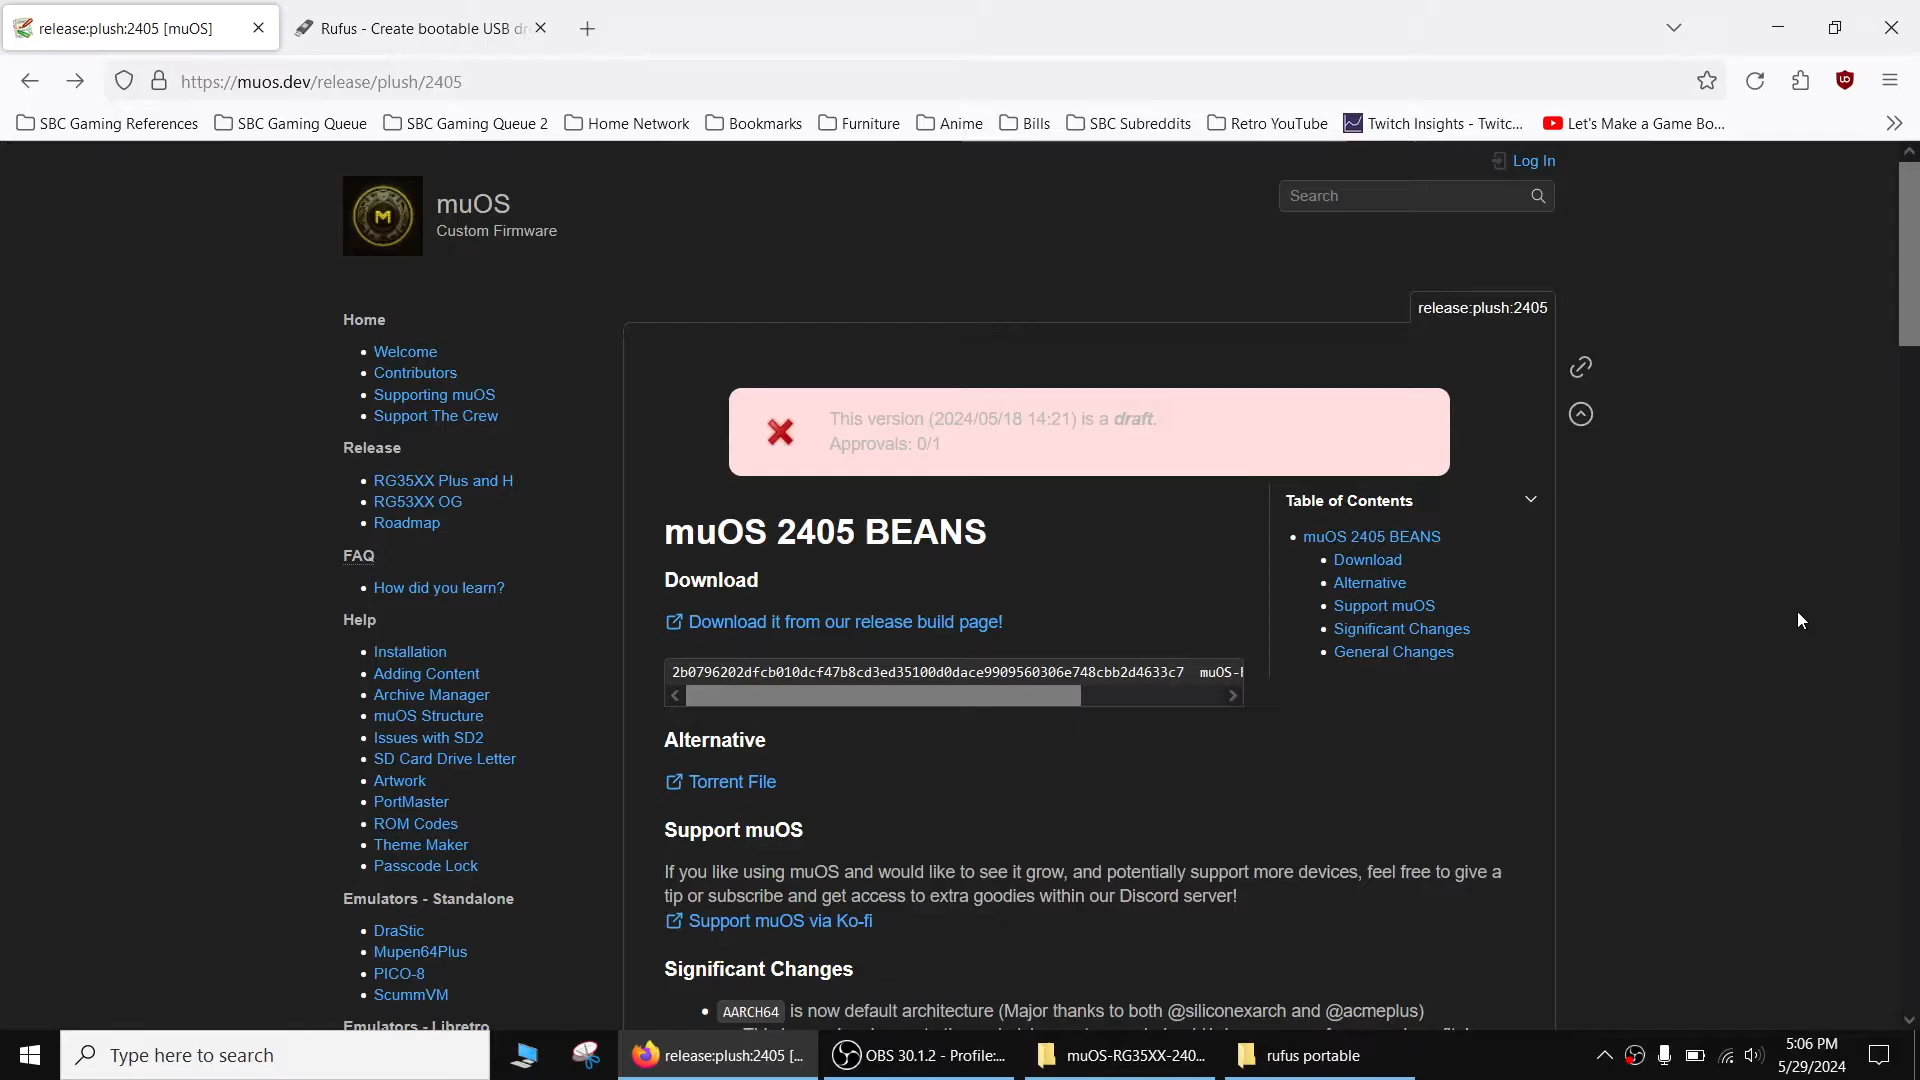 release:plush:2405 [muOS]
Rufus - Create bootable USB dr
https://muos.dev/release/plush/2405
SBC Gaming References
SBC Gaming Queue
SBC Gaming Queue 2
Home Network
Bookmarks
Furniture
Anime
Bills
SBC Subreddits
Retro YouTube
Twitch Insights - Twitc...
Let's Make a Game Bo...
Log In
M
muOS
Custom Firmware
Search
release:plush:2405
Home
Welcome
Contributors
Supporting muOS
Support The Crew
Release
RG35XX Plus and H
RG53XX OG
Roadmap
FAQ
How did you learn?
Help
Installation
Adding Content
Archive Manager
muOS Structure
Issues with SD2
SD Card Drive Letter
Artwork
PortMaster
ROM Codes
Theme Maker
Passcode Lock
Emulators - Standalone
DraStic
Mupen64Plus
PICO-8
ScummVM
Emulators - Libretro
This version (2024/05/18 14:21) is a draft.
Approvals: 0/1
Table of Contents
muOS 2405 BEANS
Download
Alternative
Support muOS
Significant Changes
General Changes
muOS 2405 BEANS
Download
Download it from our release build page!
2b0796202dfcb010dcf47b8cd3ed35100d0dace9909560306e748cbb2d4633c7 muOS-
Alternative
Torrent File
Support muOS
If you like using muOS and would like to see it grow, and potentially support more devices, feel free to give a
tip or subscribe and get access to extra goodies within our Discord server!
Support muOS via Ko-fi
Significant Changes
AARCH64 is now default architecture (Major thanks to both @siliconexarch and @acmeplus)
Type here to search
release:plush:2405 [...
OBS 30.1.2 - Profile:...
muOS-RG35XX-240...
rufus portable
5:06 PM
5/29/2024